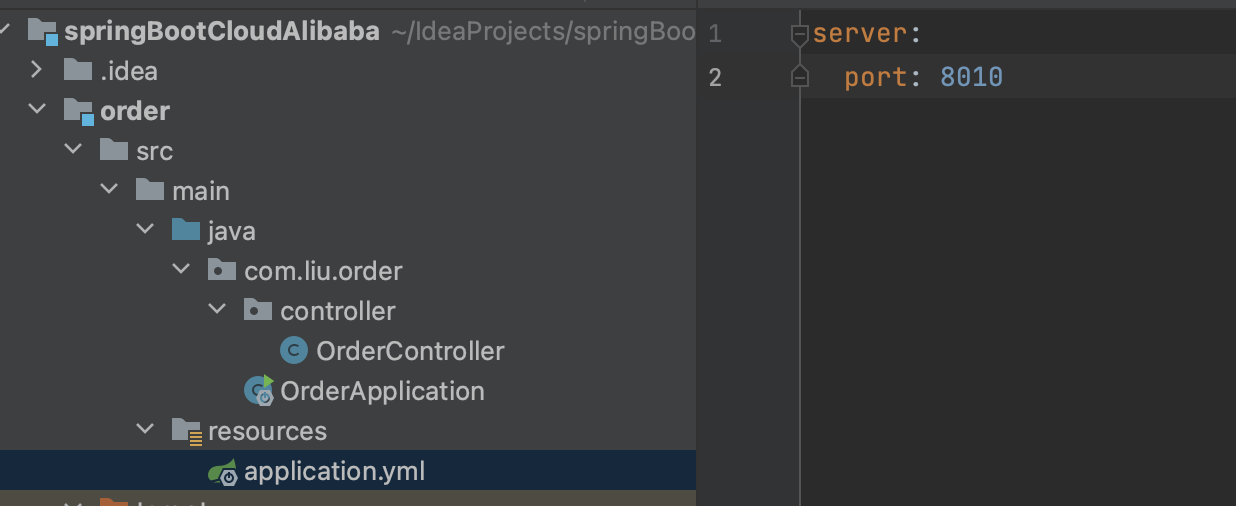 springBootCloudAlibaba ~/IdeaProjects/springBoo
.idea
order
src
main
java
com.liu.order
controller
OrderController
OrderApplication
resources
application.yml
1 server:
2 port: 8010